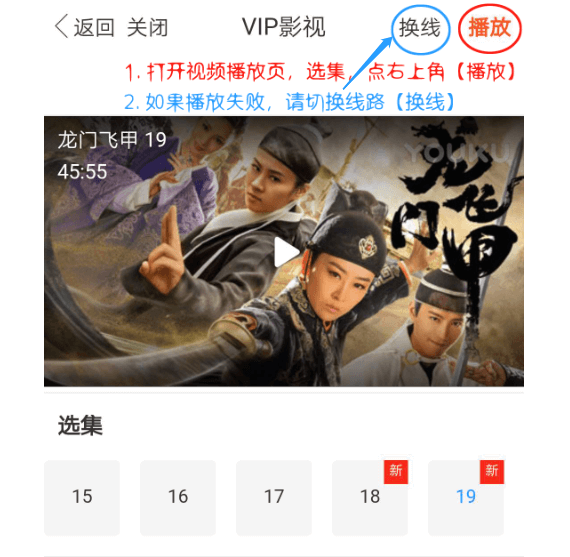 返回 关闭 VIP影视 换线 播放
1. 打开视频播放页，选集，点右上角【播放】
2. 如果播放失败，请切换线路【换线】
龙门飞甲 19
45:55
YOUKU
龙门飞甲
选集
新 新
15 16 17 18 19